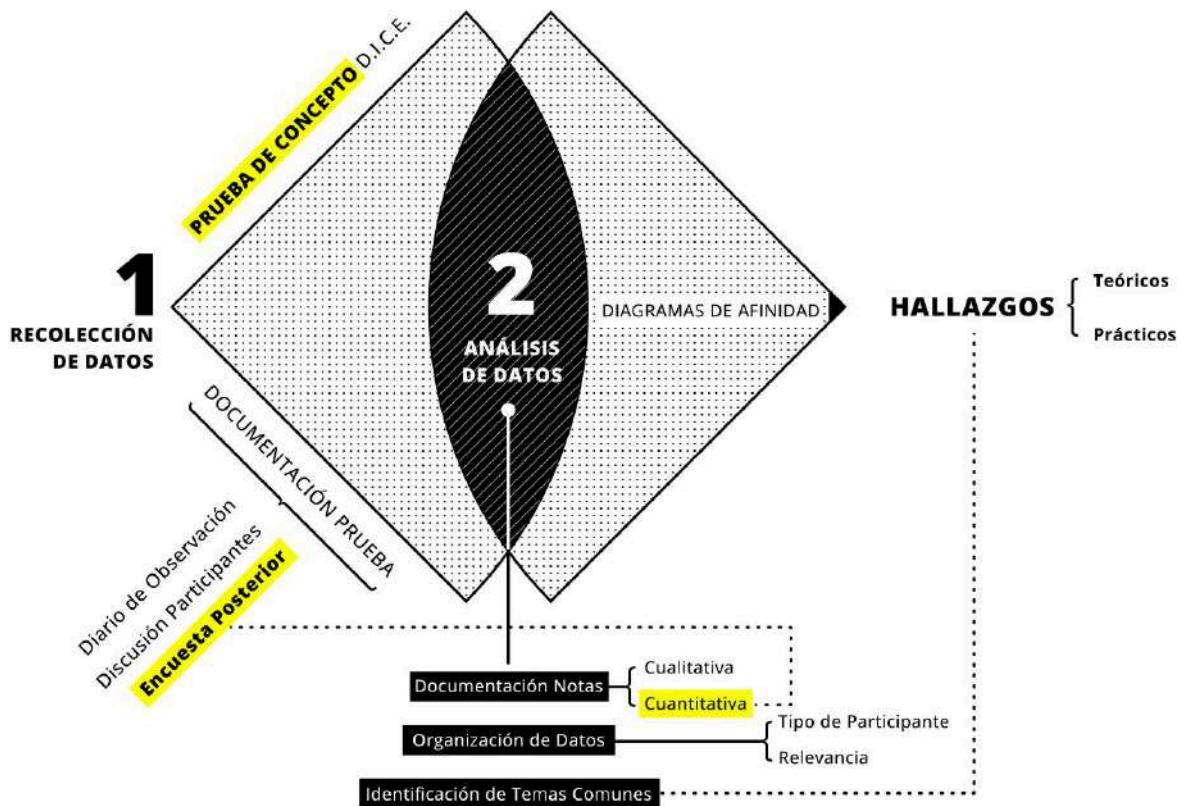 PRUEBA DE CONCEPTO D.I.C.E.
1
RECOLECCIÓN
DE DATOS
2
ANÁLISIS
DE DATOS
DIAGRAMAS DE AFINIDAD
HALLAZGOS
Teóricos
Prácticos
DOCUMENTACIÓN PRUEBA
Diario de Observación
Discusión Participantes
Encuesta Posterior
Documentación Notas
Cualitativa
Cuantitativa
Organización de Datos
Tipo de Participante
Relevancia
Identificación de Temas Comunes